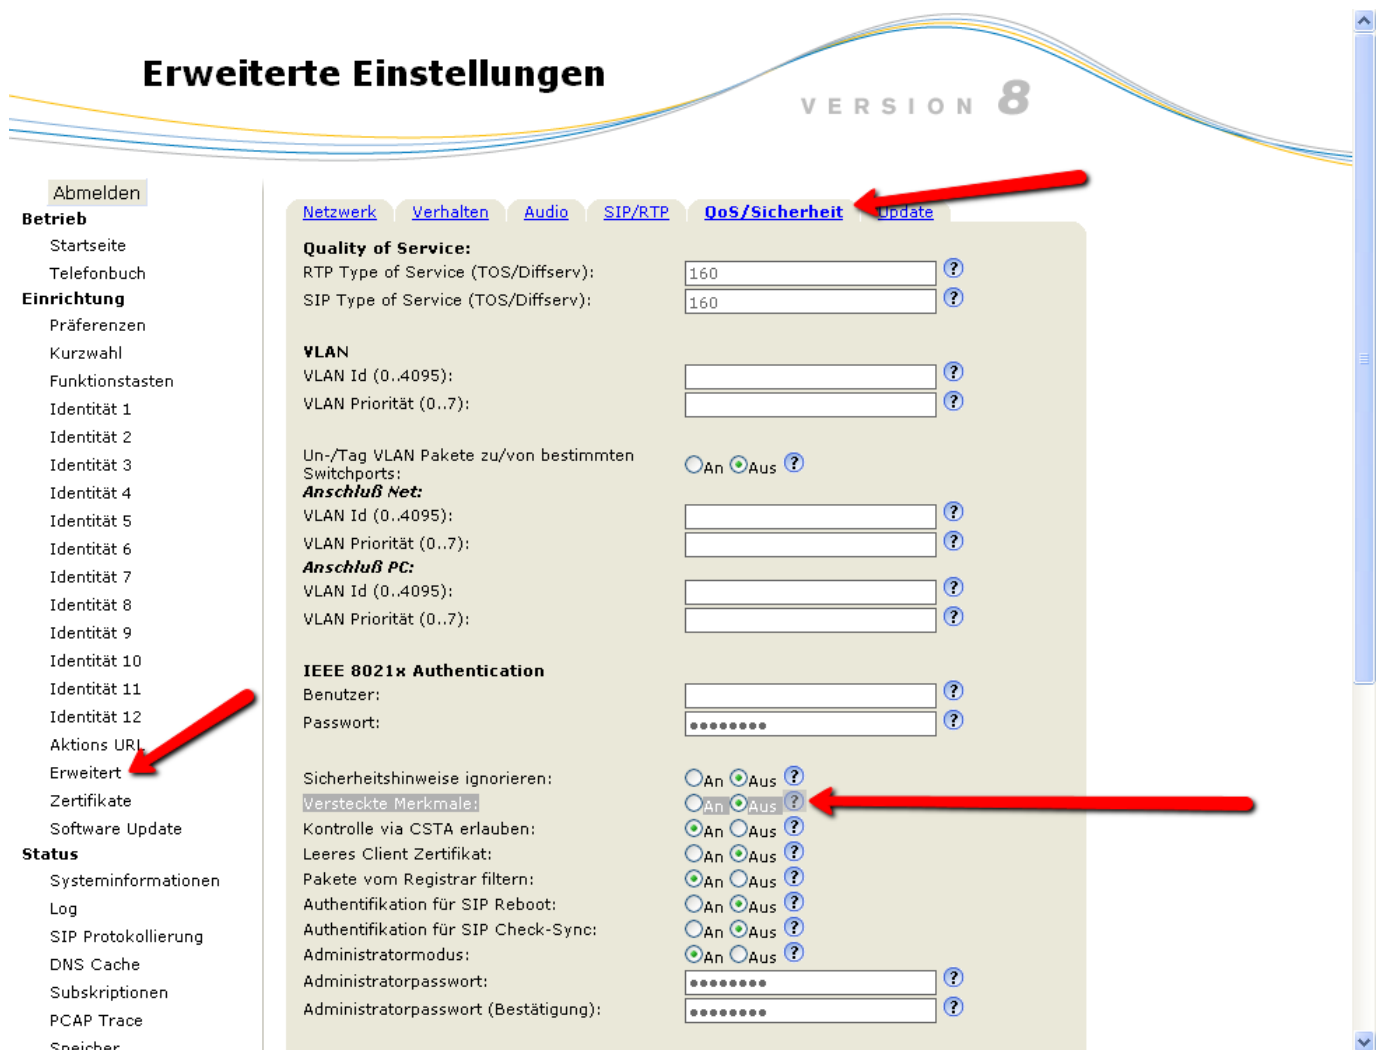 Erweiterte Einstellungen
VERSION 8
Abmelden
Betrieb
Startseite
Telefonbuch
Einrichtung
Präferenzen
Kurzwahl
Funktionstasten
Identität 1
Identität 2
Identität 3
Identität 4
Identität 5
Identität 6
Identität 7
Identität 8
Identität 9
Identität 10
Identität 11
Identität 12
Aktions URL
Erweitert
Zertifikate
Software Update
Status
Systeminformationen
Log
SIP Protokollierung
DNS Cache
Subskriptionen
PCAP Trace
Speicher
Netzwerk Verhalten Audio SIP/RTP QoS/Sicherheit Update
Quality of Service:
RTP Type of Service (TOS/Diffserv): 160 ?
SIP Type of Service (TOS/Diffserv): 160 ?
VLAN
VLAN Id (0..4095): ?
VLAN Priorität (0..7): ?
Un-/Tag VLAN Pakete zu/von bestimmten
Switchports: An Aus ?
Anschluß Net:
VLAN Id (0..4095): ?
VLAN Priorität (0..7): ?
Anschluß PC:
VLAN Id (0..4095): ?
VLAN Priorität (0..7): ?
IEEE 8021x Authentication
Benutzer: ?
Passwort: ●●●●●●●● ?
Sicherheitshinweise ignorieren: An Aus ?
Versteckte Merkmale: An Aus ?
Kontrolle via CSTA erlauben: An Aus ?
Leeres Client Zertifikat: An Aus ?
Pakete vom Registrar filtern: An Aus ?
Authentifikation für SIP Reboot: An Aus ?
Authentifikation für SIP Check-Sync: An Aus ?
Administratormodus: An Aus ?
Administratorpasswort: ●●●●●●●● ?
Administratorpasswort (Bestätigung): ●●●●●●●● ?